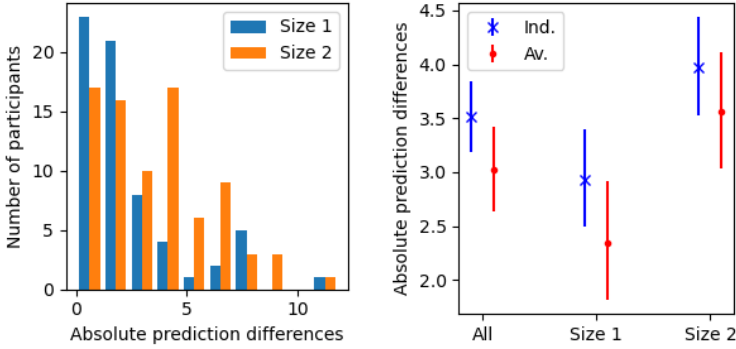 Number of participants
20
15
10
5
0
Size 1
Size 2
0
5
10
Absolute prediction differences
Absolute prediction differences
4.5
4.0
3.5
3.0
2.5
2.0
Ind.
Av.
All
Size 1
Size 2